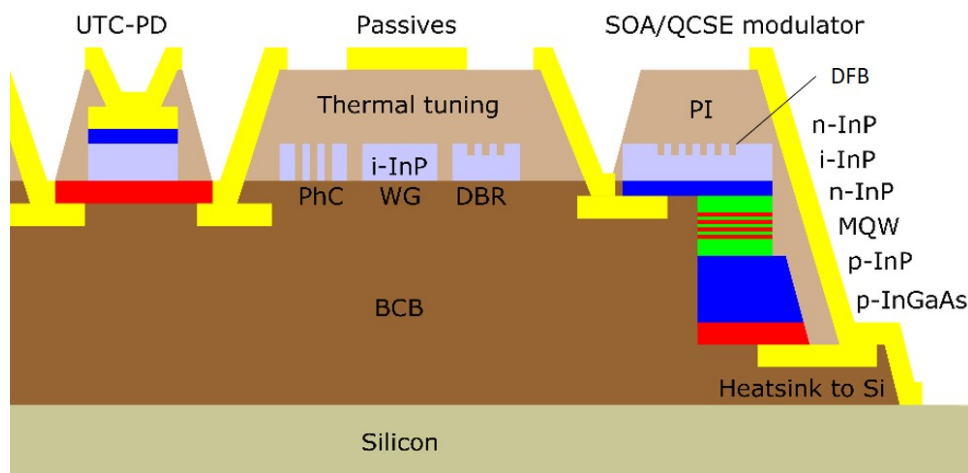 UTC-PD
Passives
SOA/QCSE modulator
DFB
Thermal tuning
PI
n-InP
i-InP
i-InP
n-InP
PhC
WG
DBR
MQW
p-InP
BCB
p-InGaAs
Heatsink to Si
Silicon